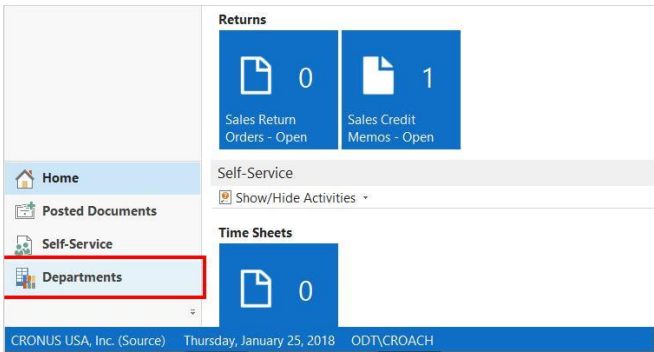 Returns
0
1
Sales Return
Orders - Open
Sales Credit
Memos - Open
Home
Posted Documents
Self-Service
Departments
Self-Service
Show/Hide Activities
Time Sheets
0
CRONUS USA, Inc. (Source) Thursday, January 25, 2018 ODT\CROACH